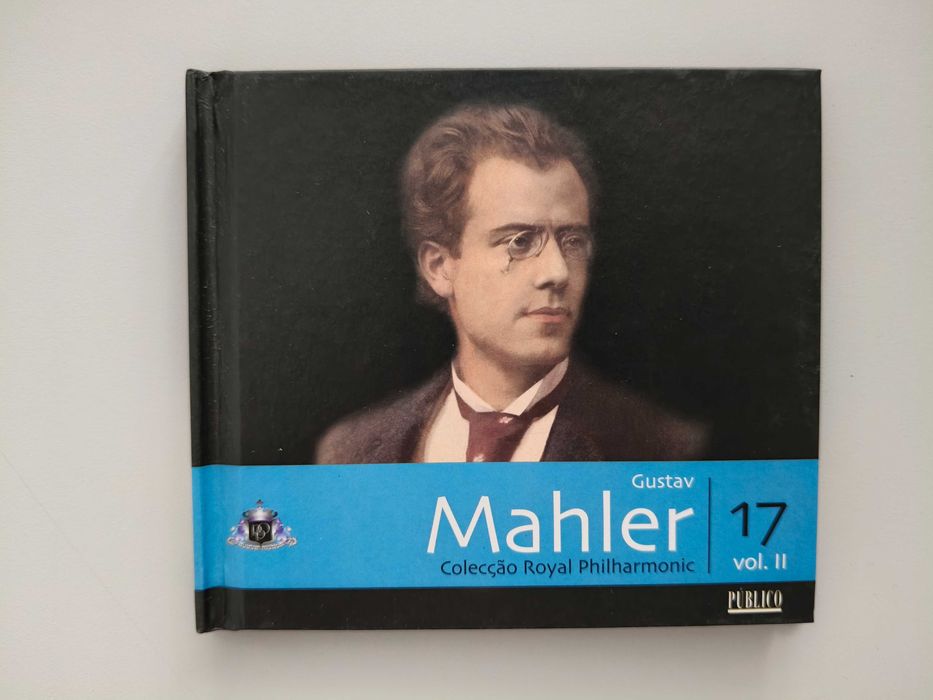 Gustav
Mahler
Colecção Royal Philharmonic
17
vol. II
PÚBLICO